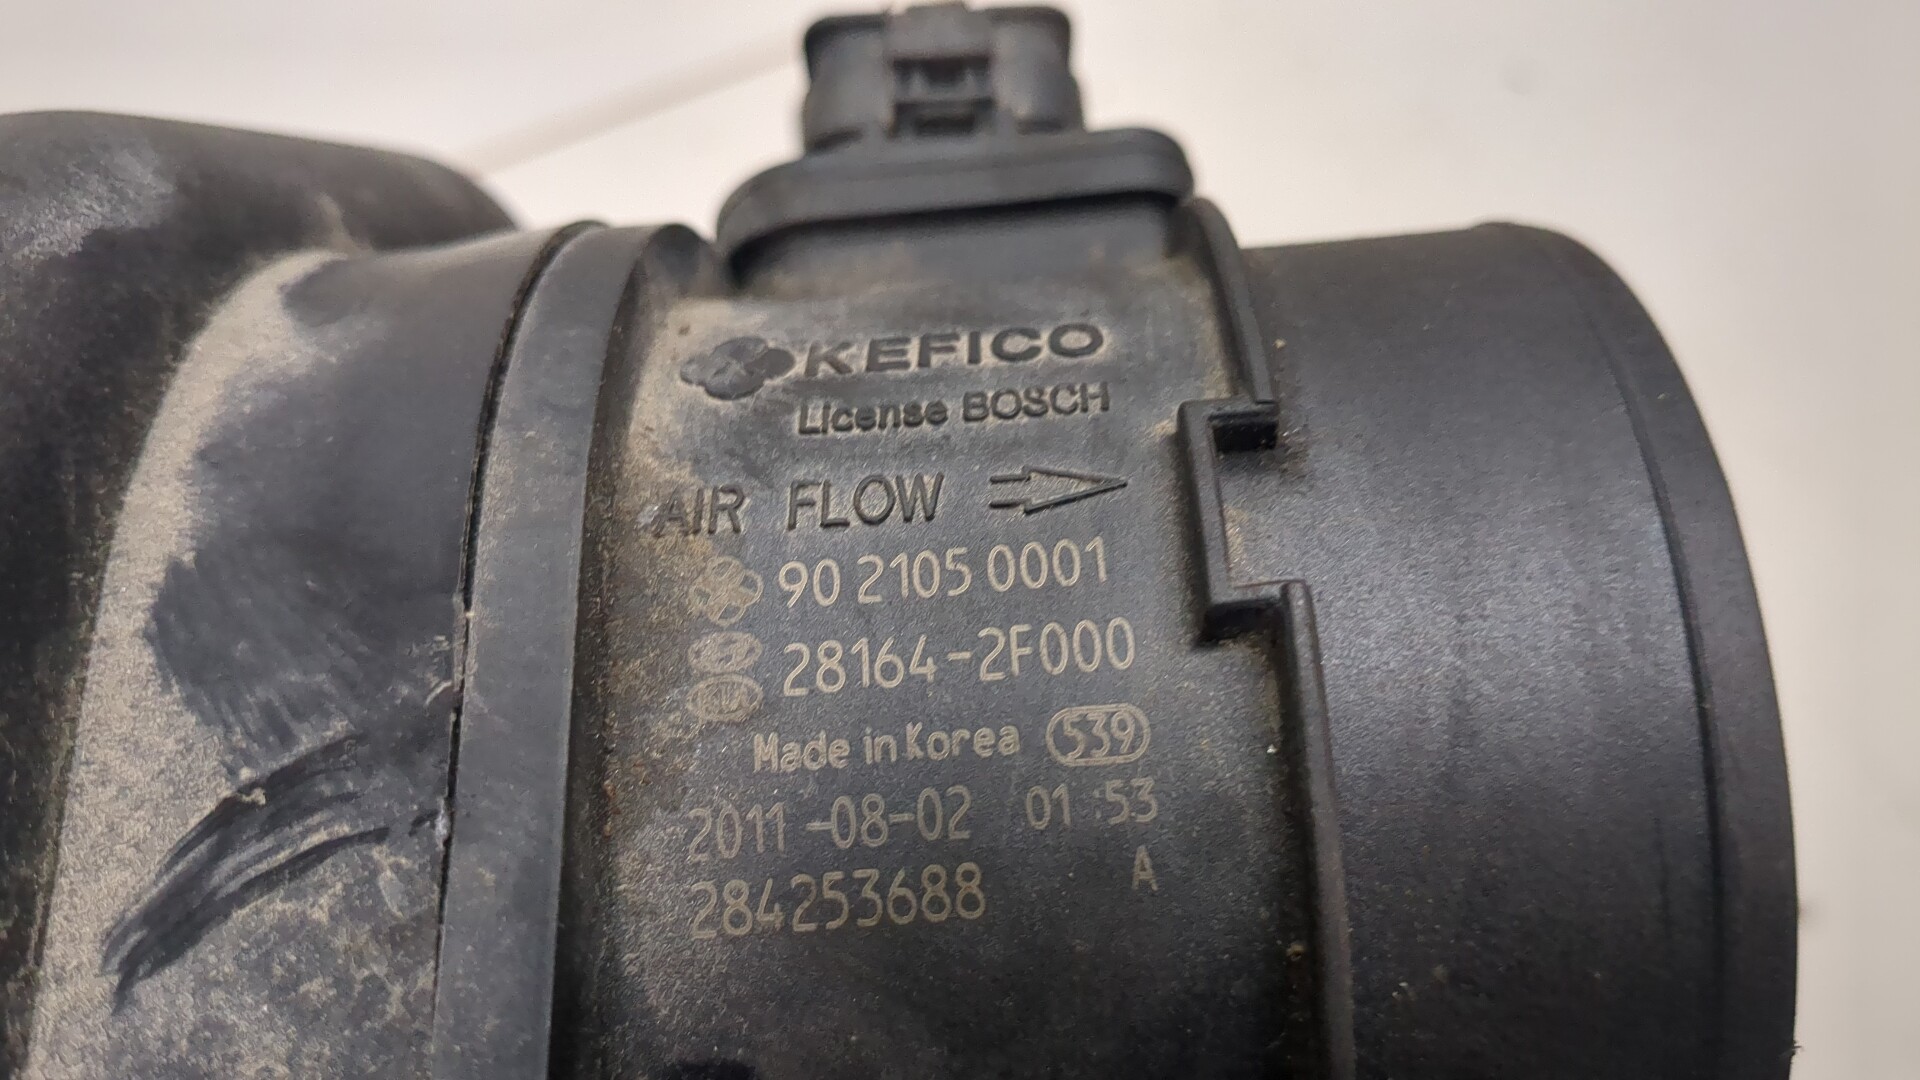 KEFICO
License BOSCH
AIR FLOW
90 2105 0001
28164-2F000
Made in Korea 539
2011-08-02 01:53
284253688 A